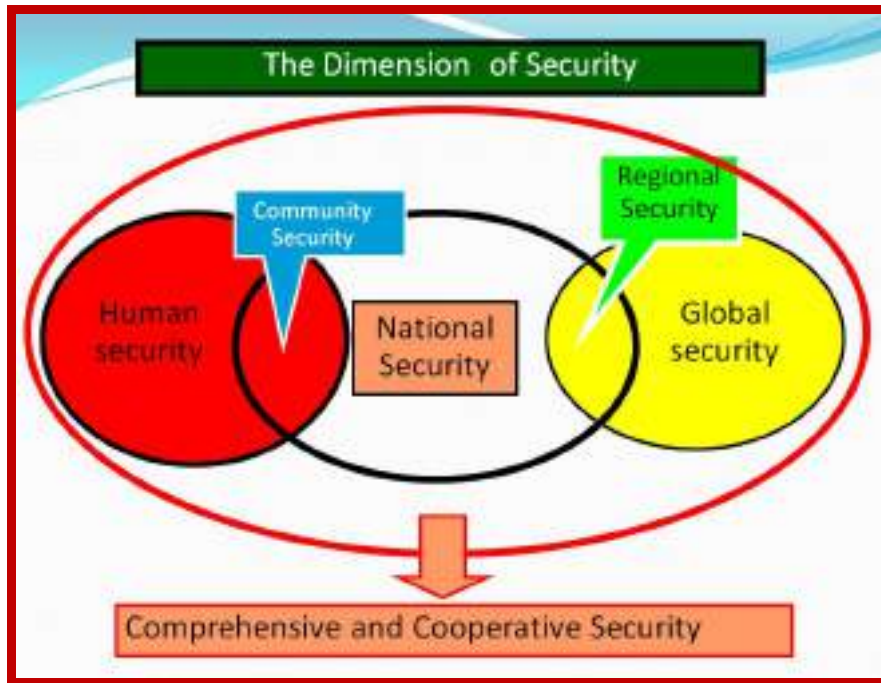 The Dimension of Security
Community
Security
Regional
Security
Human
security
National
Security
Global
security
Comprehensive and Cooperative Security